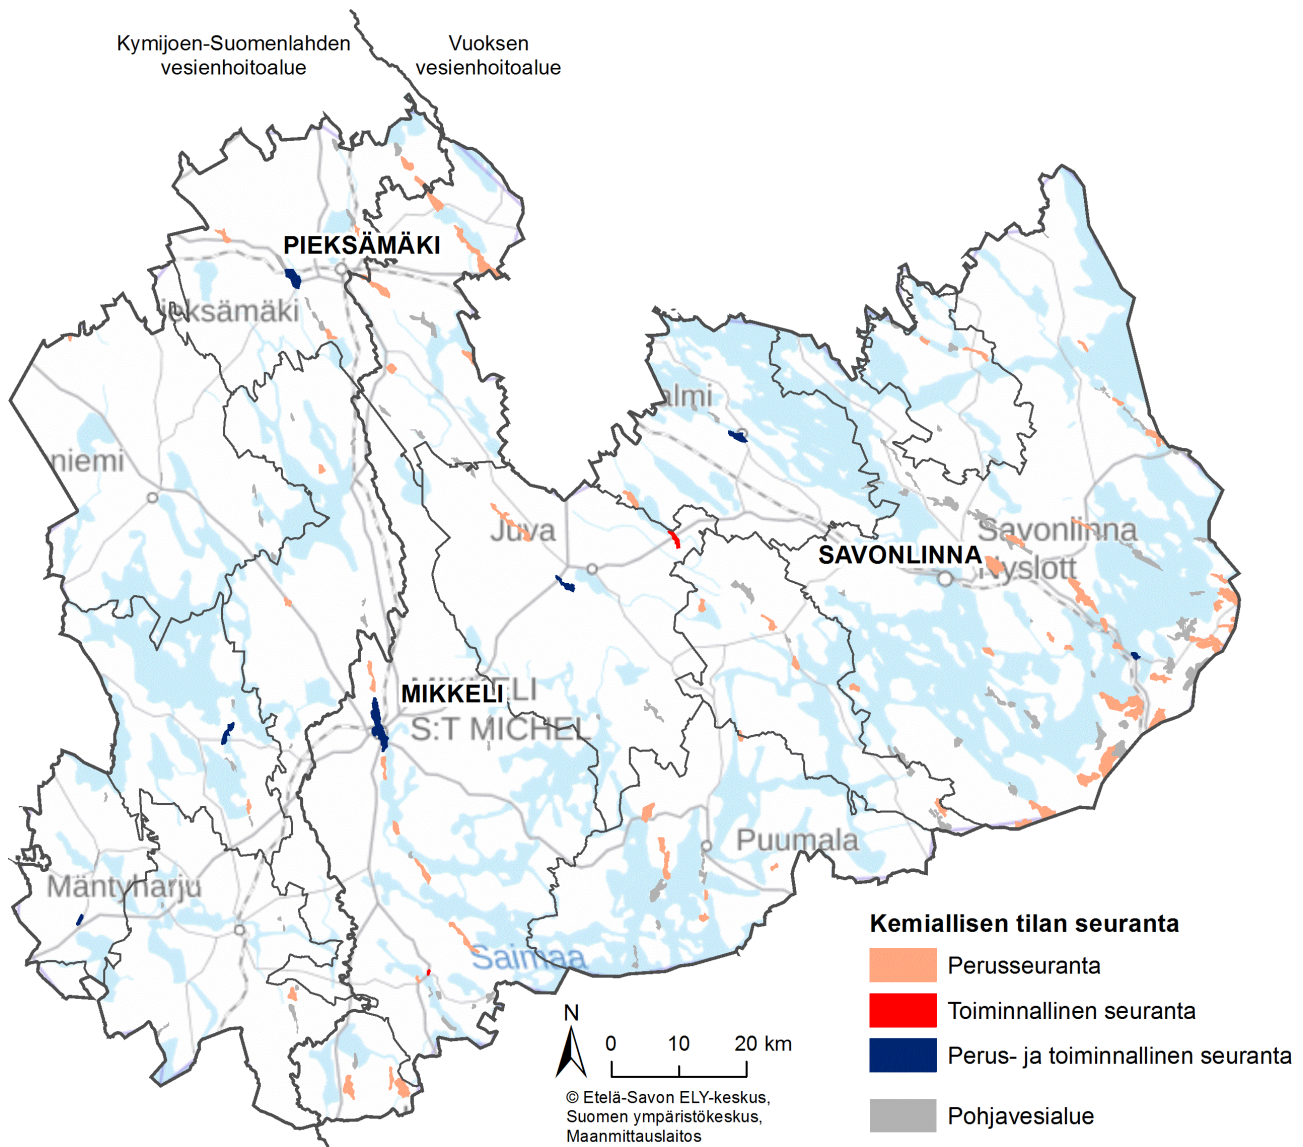 Kymijoen-Suomenlahden
vesienhoitoalue
Vuoksen
vesienhoitoalue
PIEKSÄMÄKI
ieksämäki
almi
niemi
Juva
Savonlinna
Nyslott
SAVONLINNA
MIKKELI
MIKKELI
S:T MICHEL
Puumala
Mäntyharju
Saimaa
N
0 10 20 km
© Etelä-Savon ELY-keskus,
Suomen ympäristökeskus,
Maanmittauslaitos
Kemiallisen tilan seuranta
Perusseuranta
Toiminnallinen seuranta
Perus- ja toiminnallinen seuranta
Pohjavesialue